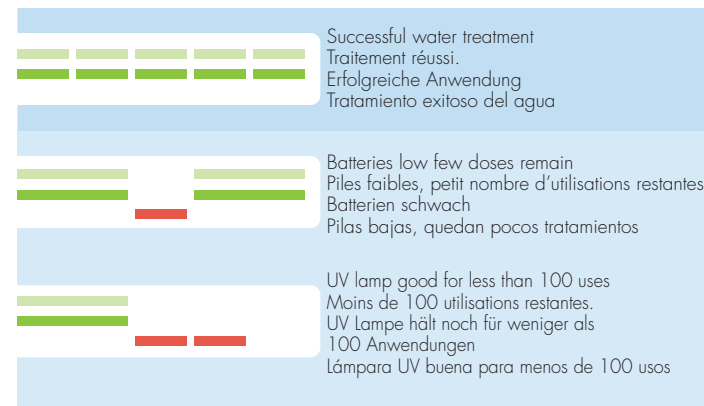 Successful water treatment
Traitement réussi.
Erfolgreiche Anwendung
Tratamiento exitoso del agua
Batteries low few doses remain
Piles faibles, petit nombre d’utilisations restantes
Batterien schwach
Pilas bajas, quedan pocos tratamientos
UV lamp good for less than 100 uses
Moins de 100 utilisations restantes.
UV Lampe hält noch für weniger als
100 Anwendungen
Lámpara UV buena para menos de 100 usos